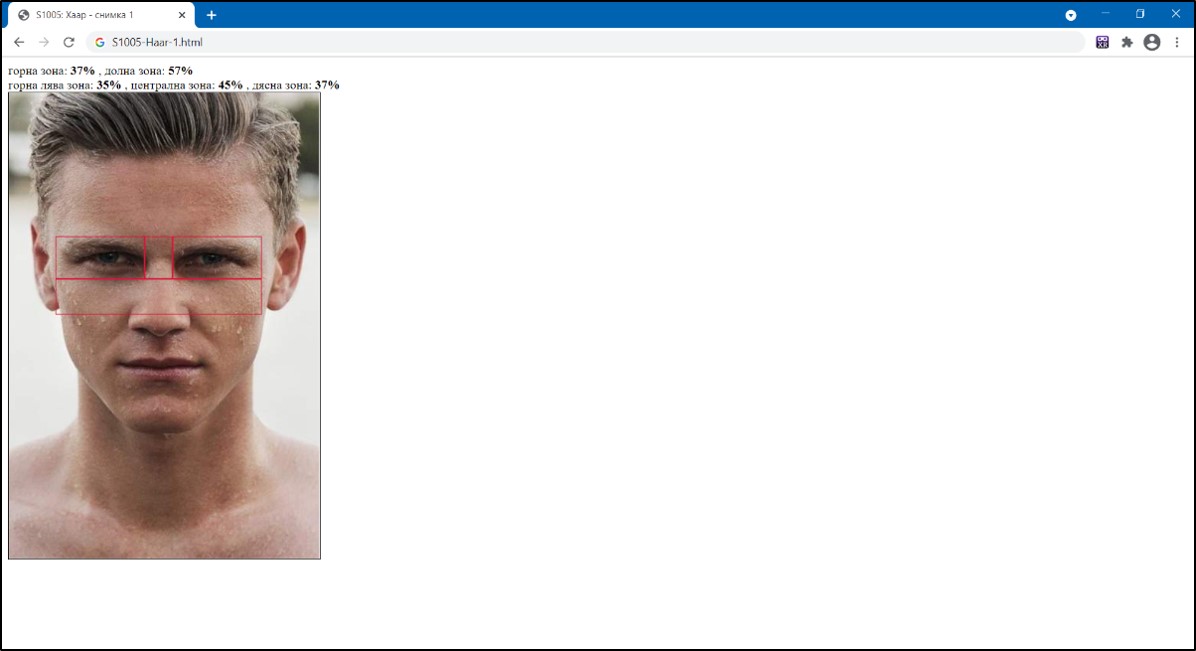 S1005: Хаар - снимка 1
S1005-Haar-1.html
горна зона: 37% , долна зона: 57%
горна лява зона: 35% , централна зона: 45% , дясна зона: 37%